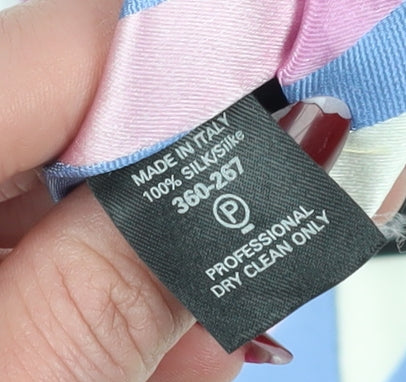 MADE IN ITALY
100% SILK/Silke
360-267
P
PROFESSIONAL
DRY CLEAN ONLY